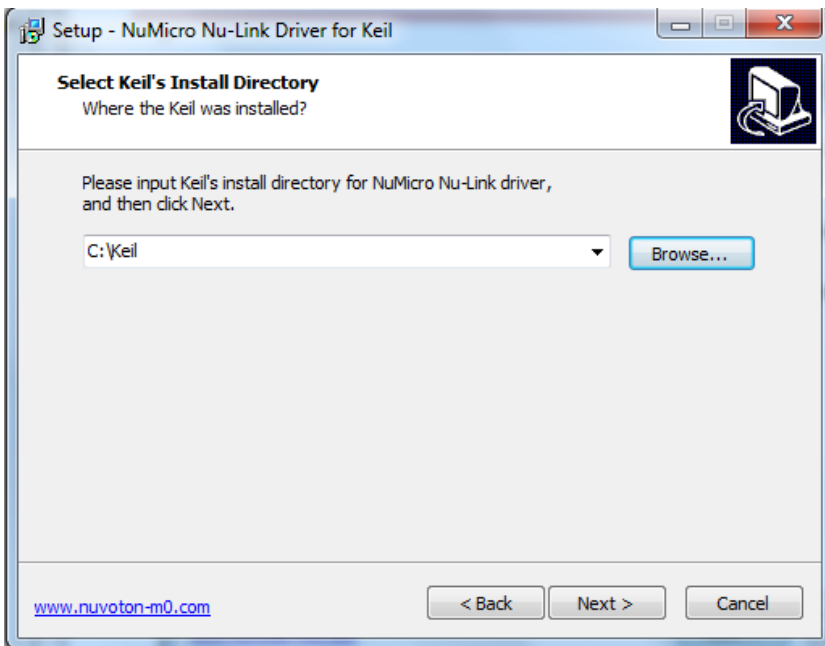 Setup - NuMicro Nu-Link Driver for Keil
Select Keil's Install Directory
Where the Keil was installed?
Please input Keil's install directory for NuMicro Nu-Link driver,
and then click Next.
C:\Keil
Browse...
www.nuvoton-m0.com
< Back
Next >
Cancel